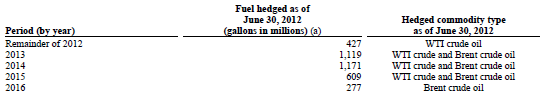 Fuel hedged as of
June 30, 2012 Hedged commodity type
Period (by year) (gallons in millions) (a) as of June 30, 2012
Remainder of 2012 427 WTI crude oil
2013 1,119 WTI crude and Brent crude oil
2014 1,171 WTI crude and Brent crude oil
2015 609 WTI crude and Brent crude oil
2016 277 Brent crude oil